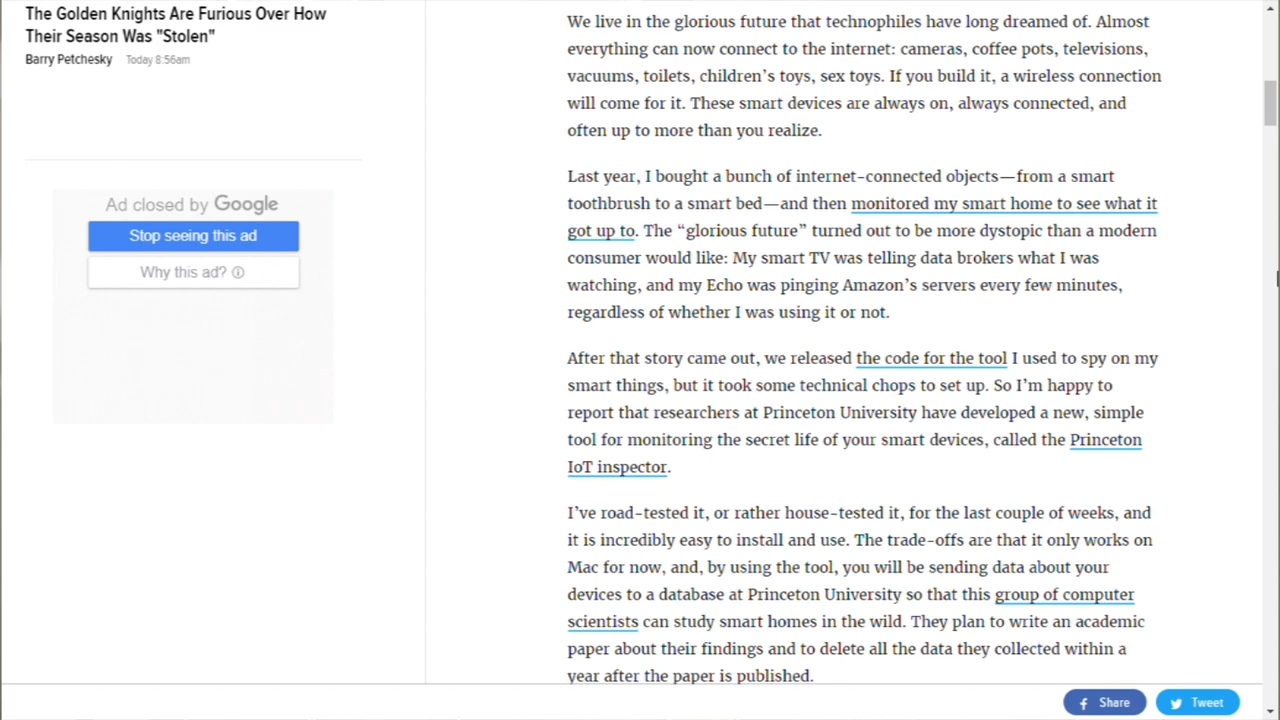 The Golden Knights Are Furious Over How
Their Season Was "Stolen"
Barry Petchesky Today 8:56am
Ad closed by Google
Stop seeing this ad
Why this ad?
We live in the glorious future that technophiles have long dreamed of. Almost
everything can now connect to the internet: cameras, coffee pots, televisions,
vacuums, toilets, children’s toys, sex toys. If you build it, a wireless connection
will come for it. These smart devices are always on, always connected, and
often up to more than you realize.
Last year, I bought a bunch of internet-connected objects—from a smart
toothbrush to a smart bed—and then monitored my smart home to see what it
got up to. The “glorious future” turned out to be more dystopic than a modern
consumer would like: My smart TV was telling data brokers what I was
watching, and my Echo was pinging Amazon’s servers every few minutes,
regardless of whether I was using it or not.
After that story came out, we released the code for the tool I used to spy on my
smart things, but it took some technical chops to set up. So I’m happy to
report that researchers at Princeton University have developed a new, simple
tool for monitoring the secret life of your smart devices, called the Princeton
IoT inspector.
I’ve road-tested it, or rather house-tested it, for the last couple of weeks, and
it is incredibly easy to install and use. The trade-offs are that it only works on
Mac for now, and, by using the tool, you will be sending data about your
devices to a database at Princeton University so that this group of computer
scientists can study smart homes in the wild. They plan to write an academic
paper about their findings and to delete all the data they collected within a
year after the paper is published.
Share Tweet